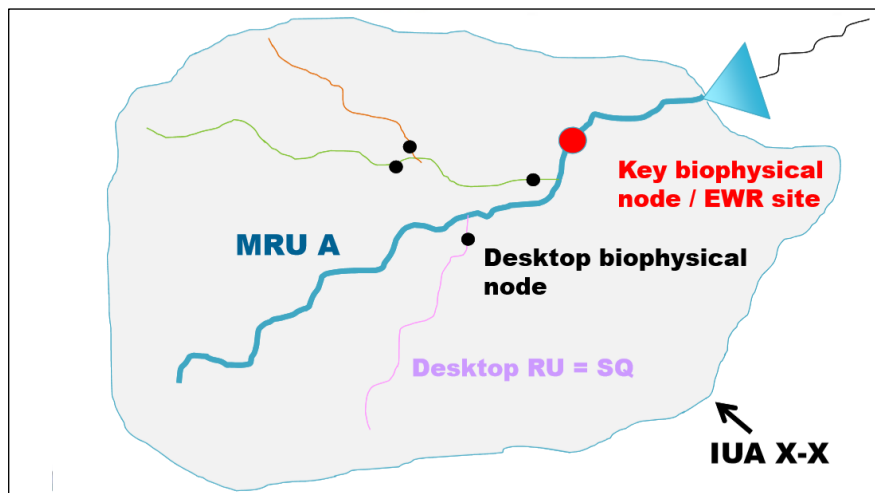 Key biophysical
node / EWR site
MRU A
Desktop biophysical
node
Desktop RU = SQ
IUA X-X